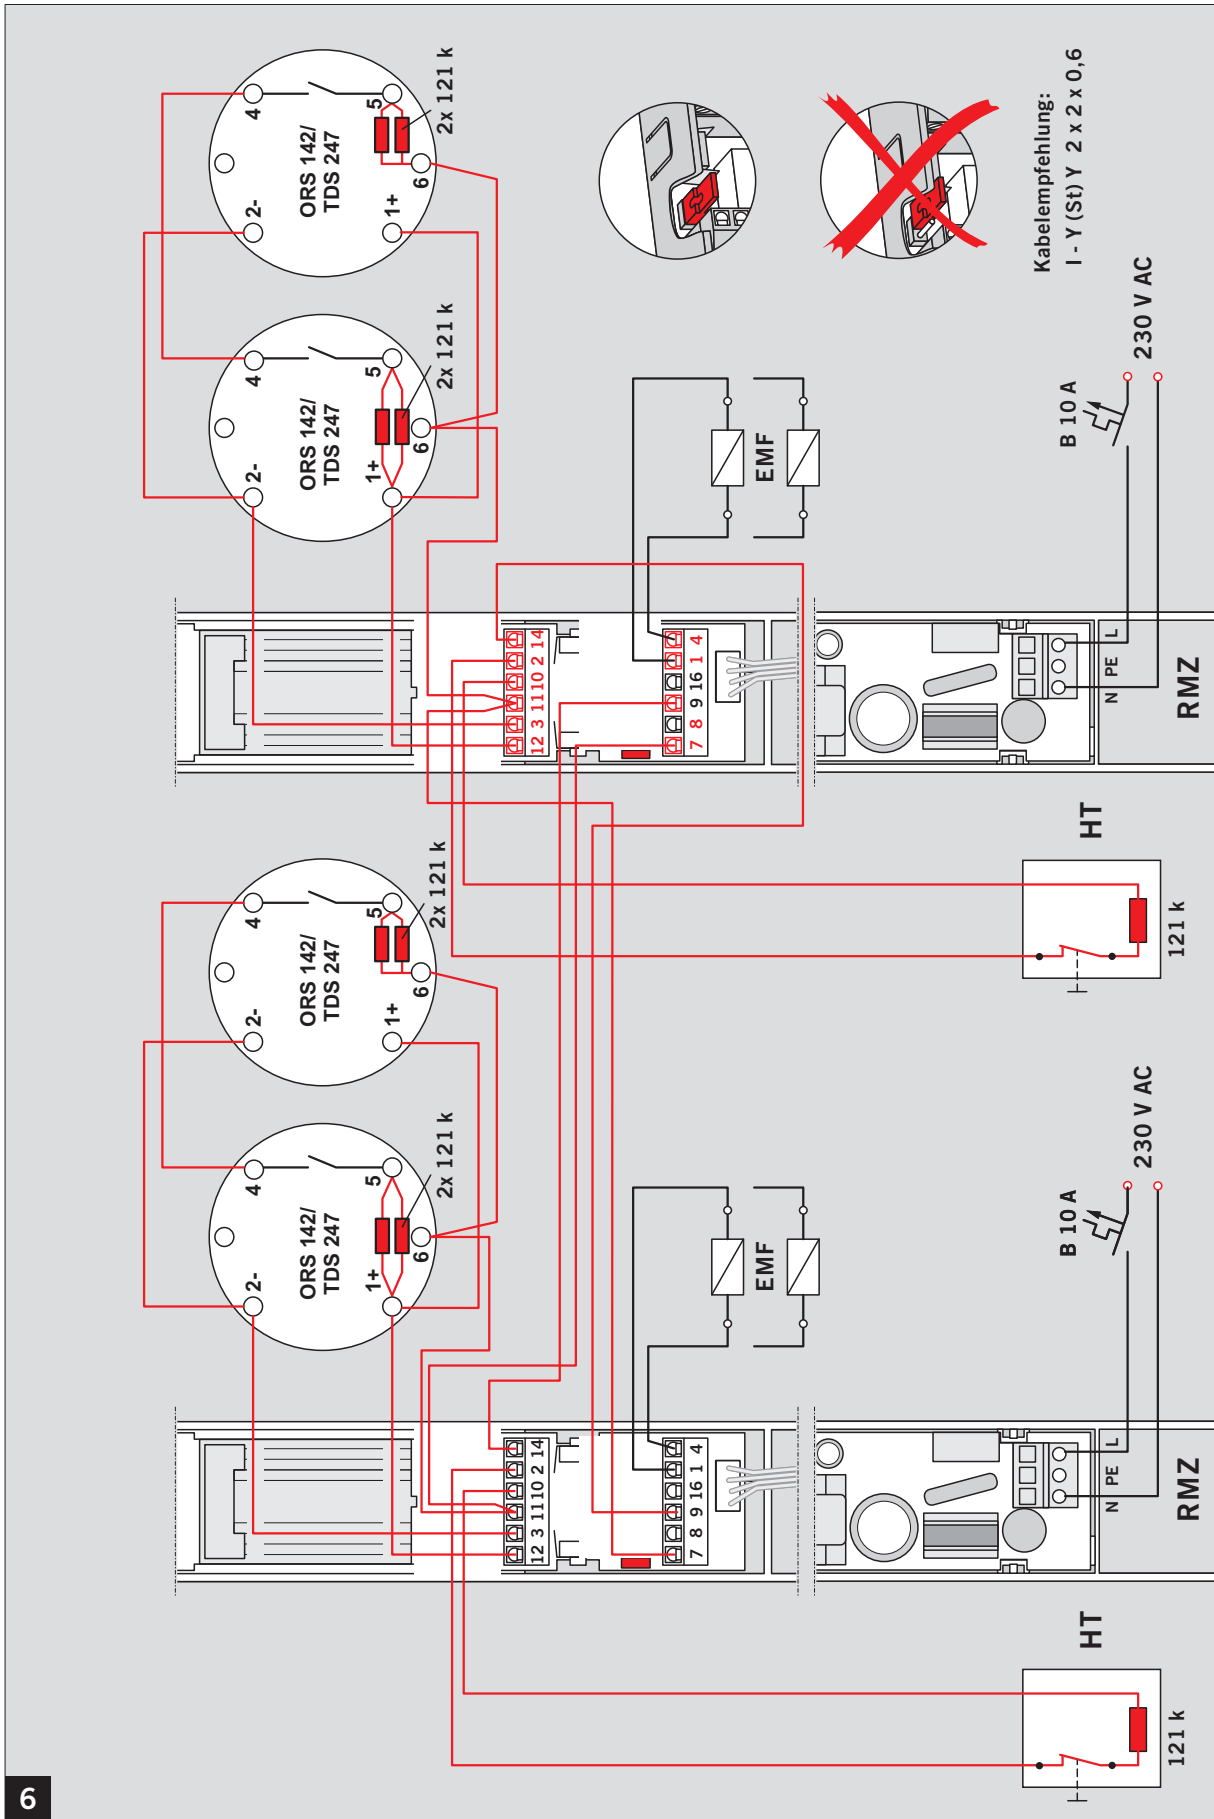 4
5
2x 121 k
ORS 142/
TDS 247
2-
1+
6
4
5
2x 121 k
ORS 142/
TDS 247
2-
1+
6
12 3 11 10 2 14
7 8 9 16 1 4
EMF
Kabelempfehlung:
I - Y (St) Y 2 x 2 x 0,6
B 10 A
230 V AC
N PE L
RMZ
HT
121 k
4
5
2x 121 k
ORS 142/
TDS 247
2-
1+
6
4
5
2x 121 k
ORS 142/
TDS 247
2-
1+
6
12 3 11 10 2 14
7 8 9 16 1 4
EMF
B 10 A
230 V AC
N PE L
RMZ
HT
121 k
6